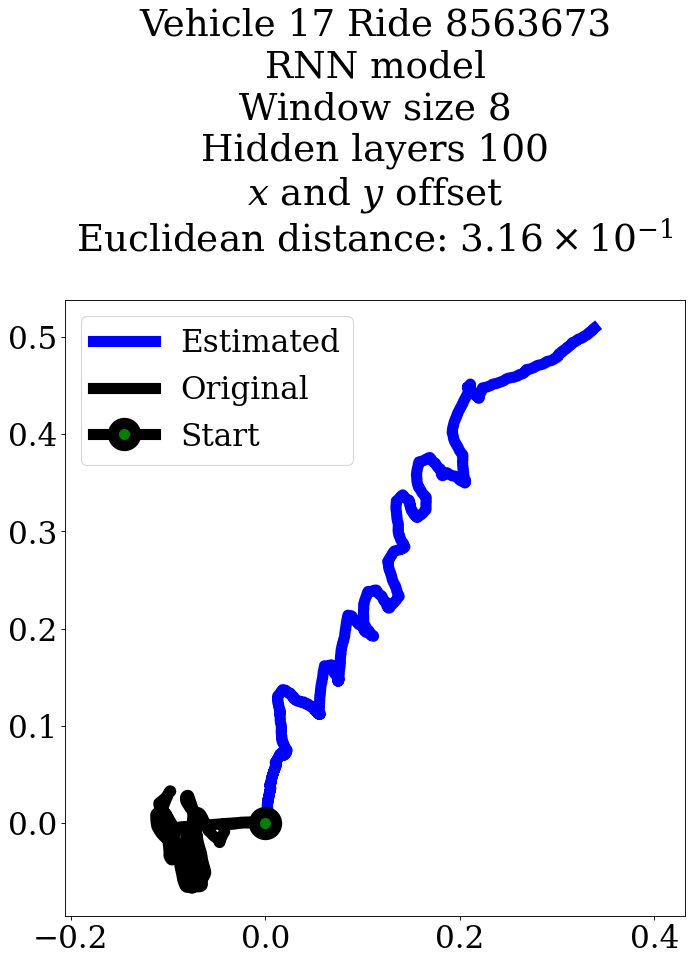 Vehicle 17 Ride 8563673
RNN model
Window size 8
Hidden layers 100
x and y offset
Euclidean distance: 3.16 × 10⁻¹
Estimated
Original
Start
0.5
0.4
0.3
0.2
0.1
0.0
−0.2 0.0 0.2 0.4